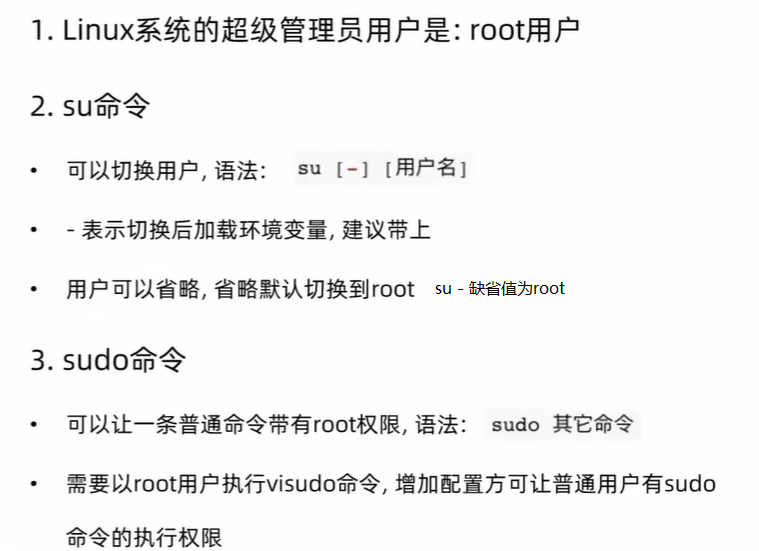 1. Linux系统的超级管理员用户是: root用户
2. su命令
• 可以切换用户, 语法: su [-] [用户名]
• - 表示切换后加载环境变量, 建议带上
• 用户可以省略, 省略默认切换到root su - 缺省值为root
3. sudo命令
• 可以让一条普通命令带有root权限, 语法: sudo 其它命令
• 需要以root用户执行visudo命令, 增加配置方可让普通用户有sudo
命令的执行权限